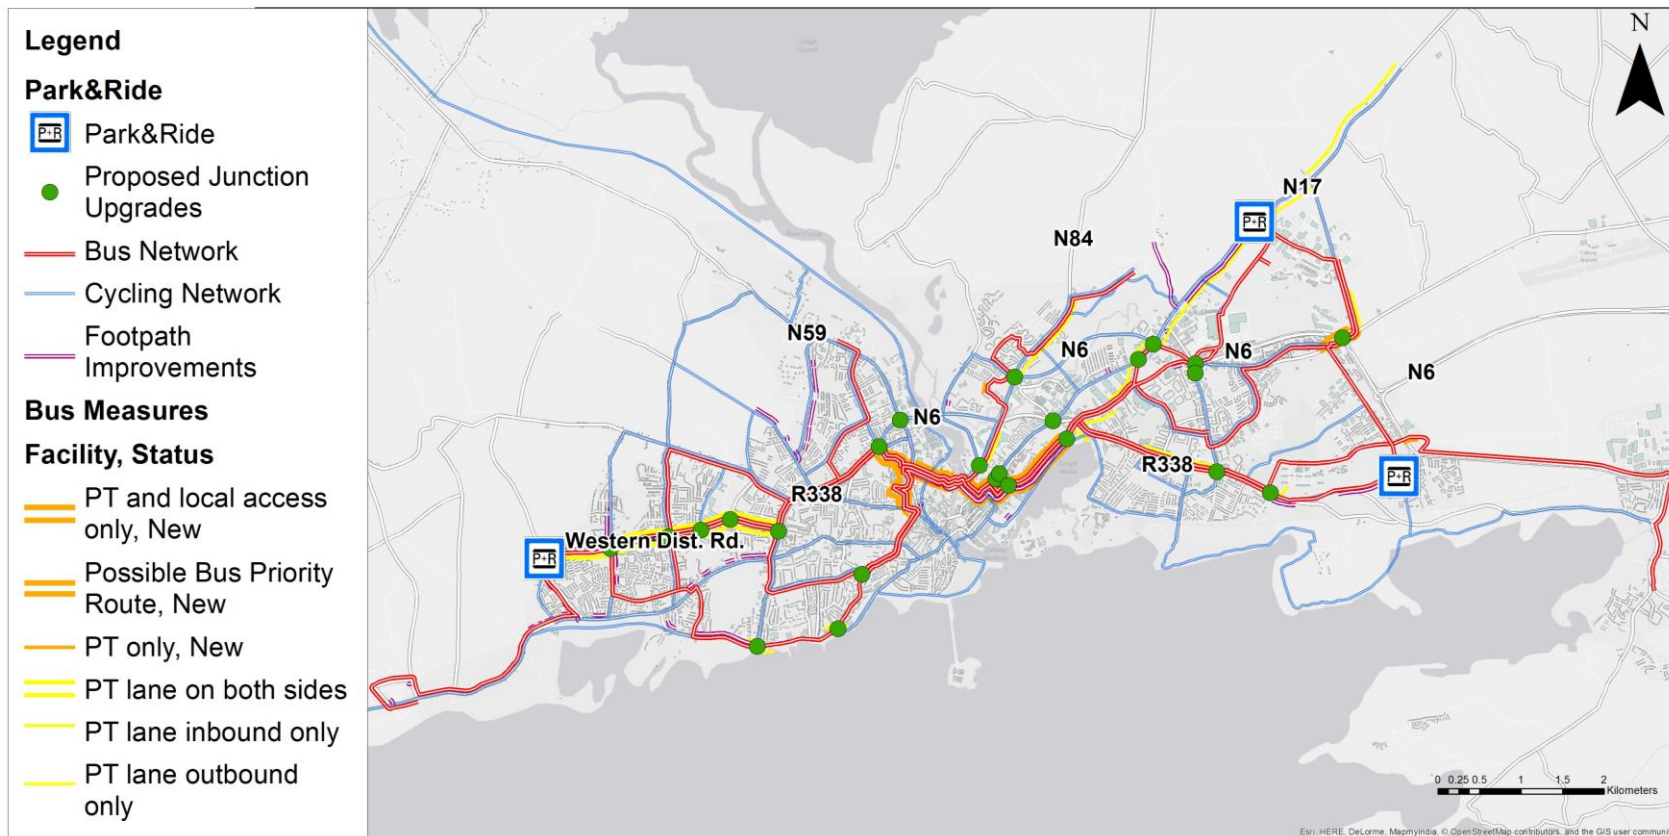 Legend
Park&Ride
P+R
Park&Ride
Proposed Junction
Upgrades
Bus Network
Cycling Network
Footpath
Improvements
Bus Measures
Facility, Status
PT and local access
only, New
Possible Bus Priority
Route, New
PT only, New
PT lane on both sides
PT lane inbound only
PT lane outbound
only
N
N17
P+R
N84
N59
N6
N6
N6
N6
R338
R338
P+R
Western Dist. Rd.
P+R
0 0.25 0.5 1 1.5 2
Kilometers
Esri, HERE, DeLorme, MapmyIndia, © OpenStreetMap contributors, and the GIS user communi